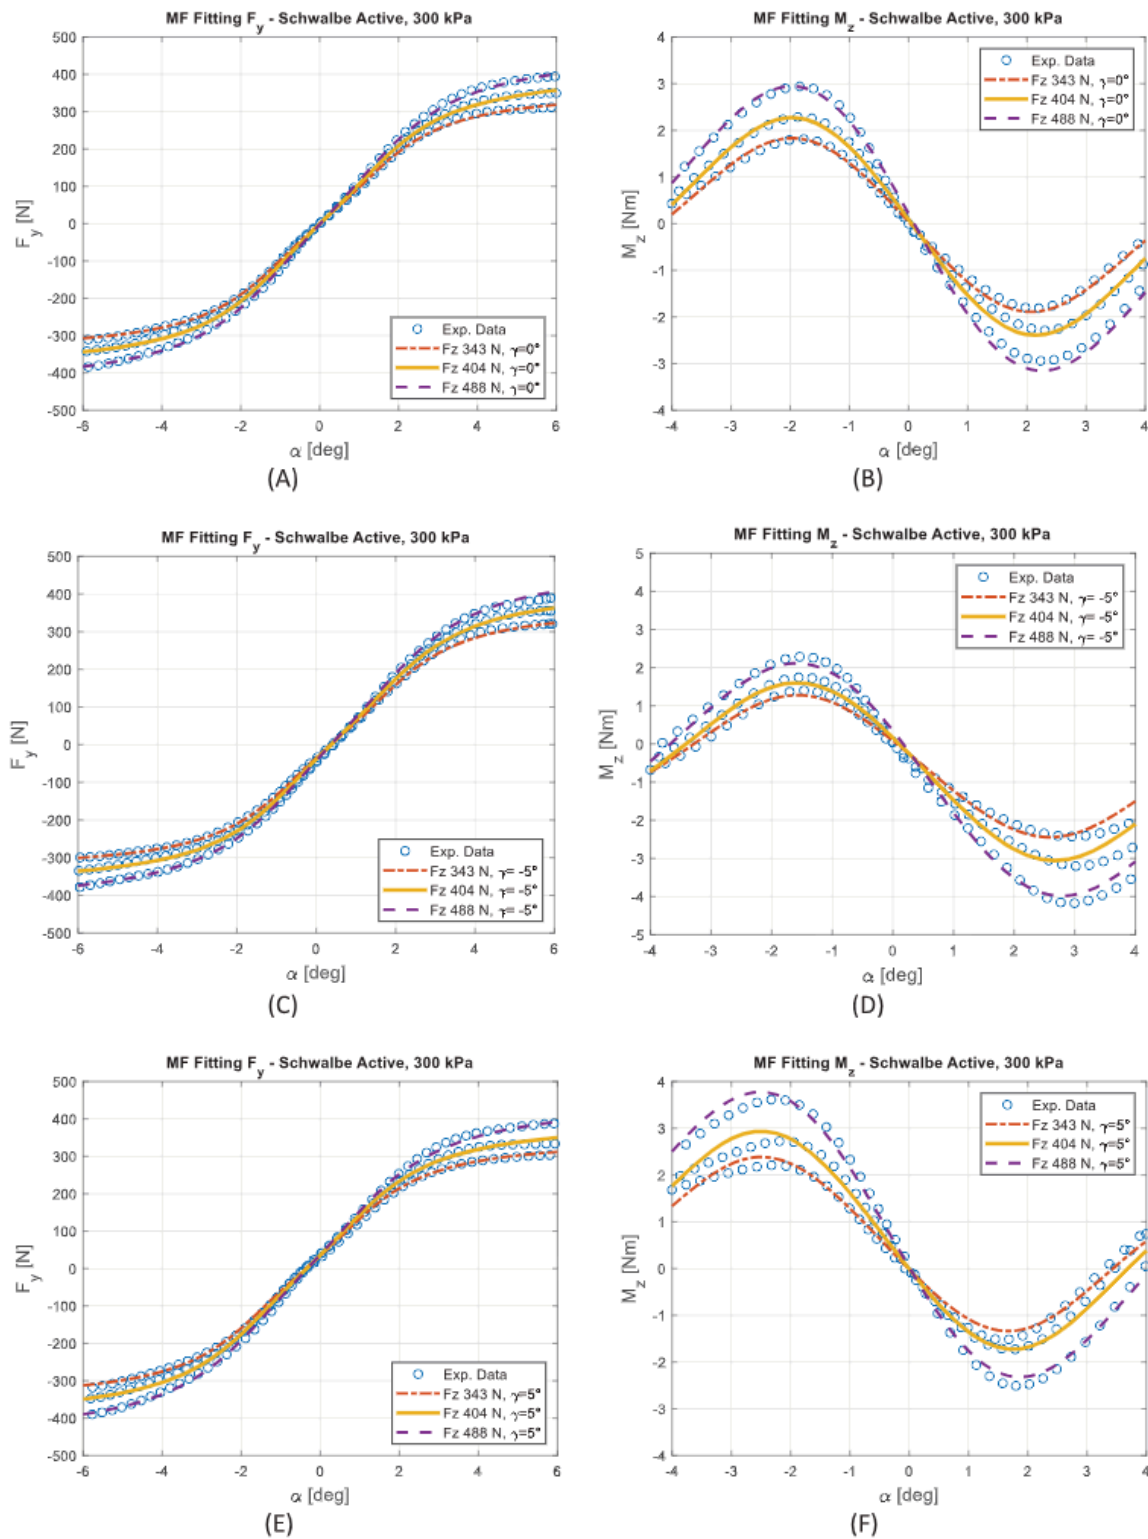 MF Fitting F_y - Schwalbe Active, 300 kPa
500
400
300
200
100
0
-100
-200
-300
-400
-500
F_y [N]
Exp. Data
Fz 343 N, γ=0°
Fz 404 N, γ=0°
Fz 488 N, γ=0°
-6 -4 -2 0 2 4 6
α [deg]
(A)
MF Fitting M_z - Schwalbe Active, 300 kPa
4
3
2
1
0
-1
-2
-3
-4
M_z [Nm]
Exp. Data
Fz 343 N, γ=0°
Fz 404 N, γ=0°
Fz 488 N, γ=0°
-4 -3 -2 -1 0 1 2 3 4
α [deg]
(B)
MF Fitting F_y - Schwalbe Active, 300 kPa
500
400
300
200
100
0
-100
-200
-300
-400
-500
F_y [N]
Exp. Data
Fz 343 N, γ= -5°
Fz 404 N, γ= -5°
Fz 488 N, γ= -5°
-6 -4 -2 0 2 4 6
α [deg]
(C)
MF Fitting M_z - Schwalbe Active, 300 kPa
5
4
3
2
1
0
-1
-2
-3
-4
-5
M_z [Nm]
Exp. Data
Fz 343 N, γ= -5°
Fz 404 N, γ= -5°
Fz 488 N, γ= -5°
-4 -3 -2 -1 0 1 2 3 4
α [deg]
(D)
MF Fitting F_y - Schwalbe Active, 300 kPa
500
400
300
200
100
0
-100
-200
-300
-400
-500
F_y [N]
Exp. Data
Fz 343 N, γ=5°
Fz 404 N, γ=5°
Fz 488 N, γ=5°
-6 -4 -2 0 2 4 6
α [deg]
(E)
MF Fitting M_z - Schwalbe Active, 300 kPa
4
3
2
1
0
-1
-2
-3
-4
M_z [Nm]
Exp. Data
Fz 343 N, γ=5°
Fz 404 N, γ=5°
Fz 488 N, γ=5°
-4 -3 -2 -1 0 1 2 3 4
α [deg]
(F)